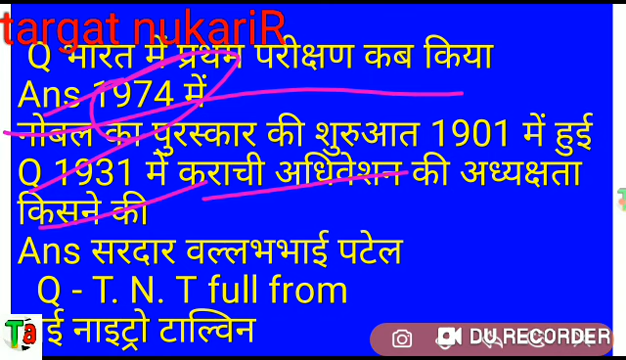 targat nukariR
Q भारत में प्रथम परीक्षण कब किया
Ans 1974 में
नोबल का पुरस्कार की शुरुआत 1901 में हुई
Q 1931 में कराची अधिवेशन की अध्यक्षता
किसने की
Ans सरदार वल्लभभाई पटेल
Q - T. N. T full from
ई नाइट्रो टाल्विन
Ta
DU RECORDER